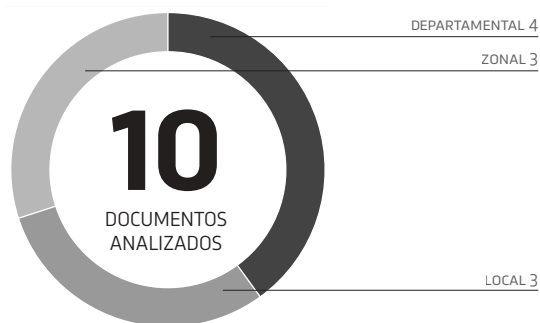 DEPARTAMENTAL 4
ZONAL 3
10
DOCUMENTOS
ANALIZADOS
LOCAL 3